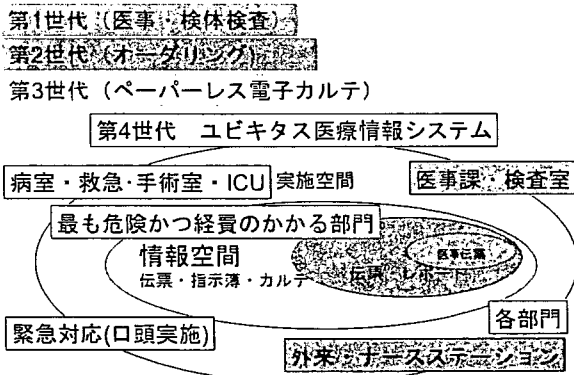 第1世代（医事・検体検査）
第2世代（オーダリング）
第3世代（ペーパーレス電子カルテ）
第4世代　ユビキタス医療情報システム
病室・救急・手術室・ICU 実施空間
医事課・検査室
最も危険かつ経費のかかる部門
情報空間
医事伝票
伝票・レポート
伝票・指示簿・カルテ
各部門
緊急対応(口頭実施)
外来・ナースステーション